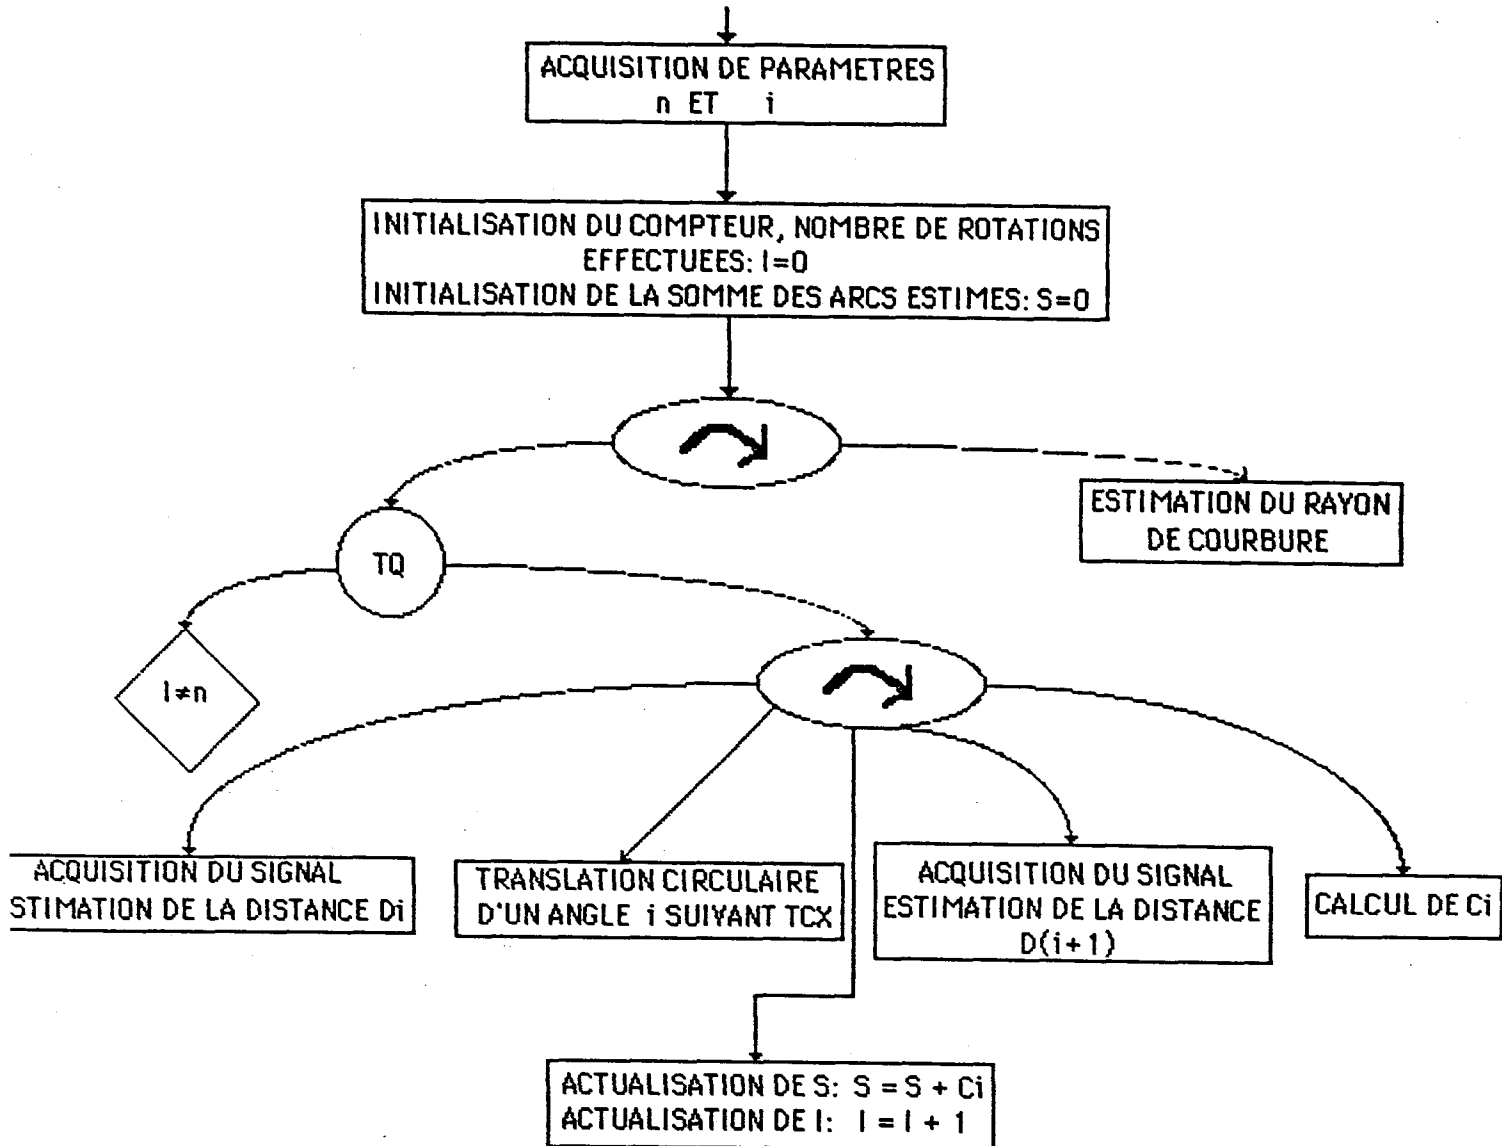 ACQUISITION DE PARAMETRES
n ET i
INITIALISATION DU COMPTEUR, NOMBRE DE ROTATIONS
EFFECTUEES: I=0
INITIALISATION DE LA SOMME DES ARCS ESTIMES: S=0
ESTIMATION DU RAYON
DE COURBURE
TQ
I≠n
ACQUISITION DU SIGNAL
STIMATION DE LA DISTANCE Di
TRANSLATION CIRCULAIRE
D'UN ANGLE i SUIVANT TCX
ACQUISITION DU SIGNAL
ESTIMATION DE LA DISTANCE
D(i+1)
CALCUL DE Ci
ACTUALISATION DE S: S = S + Ci
ACTUALISATION DE I: I = I + 1